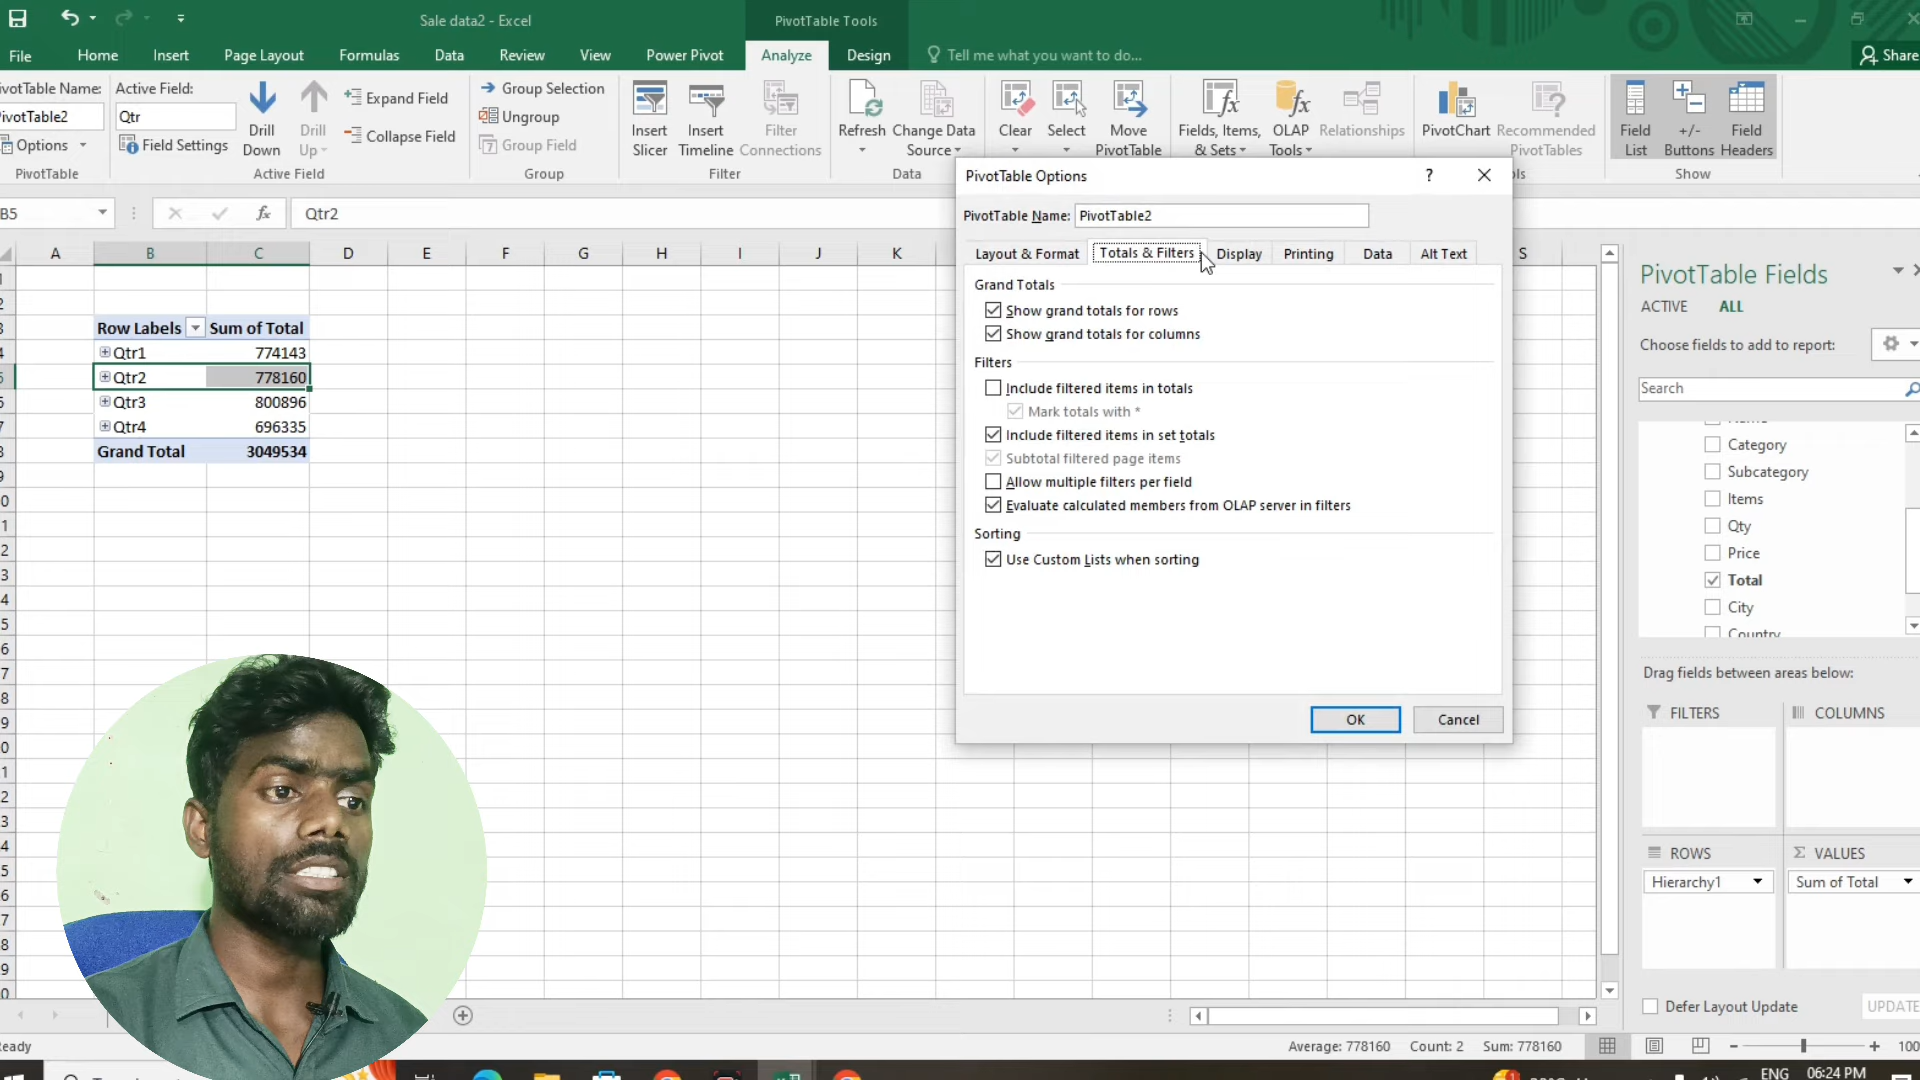 Sale data2 - Excel
PivotTable Tools
File
Home
Insert
Page Layout
Formulas
Data
Review
View
Power Pivot
Analyze
Design
Tell me what you want to do...
Share
ivotTable Name:
ivotTable2
Options
PivotTable
Active Field:
Qtr
Field Settings
Drill Down
Drill Up
Expand Field
Collapse Field
Active Field
Group Selection
Ungroup
Group Field
Group
Insert Slicer
Insert Timeline
Filter Connections
Filter
Refresh
Change Data Source
Data
Clear
Select
Move PivotTable
Fields, Items, & Sets
OLAP Tools
Relationships
PivotChart
Recommended PivotTables
ols
Field List
+/- Buttons
Field Headers
Show
B5
fx
Qtr2
A B C D E F G H I J K S
Row Labels Sum of Total
Qtr1 774143
Qtr2 778160
Qtr3 800896
Qtr4 696335
Grand Total 3049534
PivotTable Options
?
PivotTable Name: PivotTable2
Layout & Format
Totals & Filters
Display
Printing
Data
Alt Text
Grand Totals
Show grand totals for rows
Show grand totals for columns
Filters
Include filtered items in totals
Mark totals with *
Include filtered items in set totals
Subtotal filtered page items
Allow multiple filters per field
Evaluate calculated members from OLAP server in filters
Sorting
Use Custom Lists when sorting
OK
Cancel
PivotTable Fields
ACTIVE ALL
Choose fields to add to report:
Search
Category
Subcategory
Items
Qty
Price
Total
City
Country
Drag fields between areas below:
FILTERS
COLUMNS
ROWS
Σ VALUES
Hierarchy1
Sum of Total
Defer Layout Update
UPDATE
eady
Average: 778160 Count: 2 Sum: 778160
100
ENG
06:24 PM